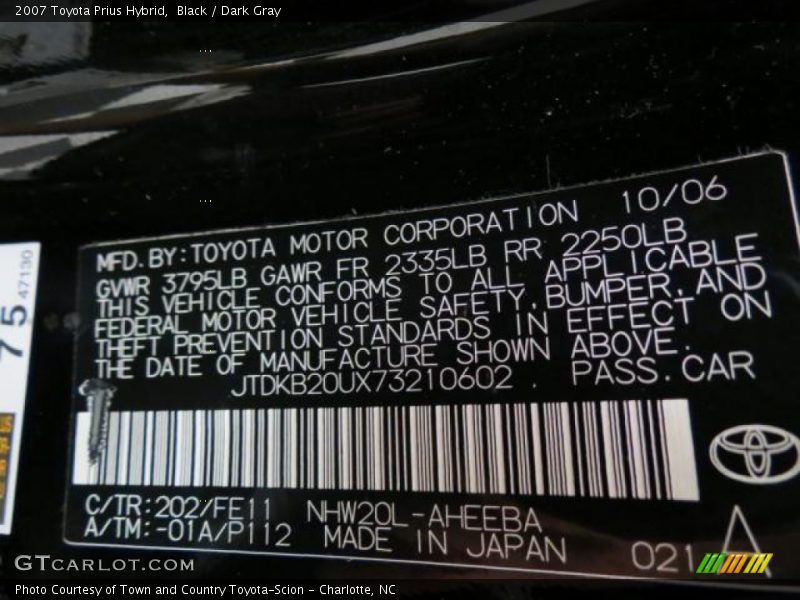 2007 Toyota Prius Hybrid,  Black / Dark Gray
MFD. BY: TOYOTA MOTOR CORPORATION 10/06
GVWR 3795LB GAWR FR 2335LB RR 2250LB
THIS VEHICLE CONFORMS TO ALL APPLICABLE
FEDERAL MOTOR VEHICLE SAFETY, BUMPER, AND
THEFT PREVENTION STANDARDS IN EFFECT ON
THE DATE OF MANUFACTURE SHOWN ABOVE.
JTDKB20UX73210602 . PASS. CAR
C/TR: 202/FE11 NHW20L-AHEEBA
A/TM: -01A/P112 MADE IN JAPAN
021 A
75
47130
GTCARLOT.COM
Photo Courtesy of Town and Country Toyota-Scion - Charlotte, NC